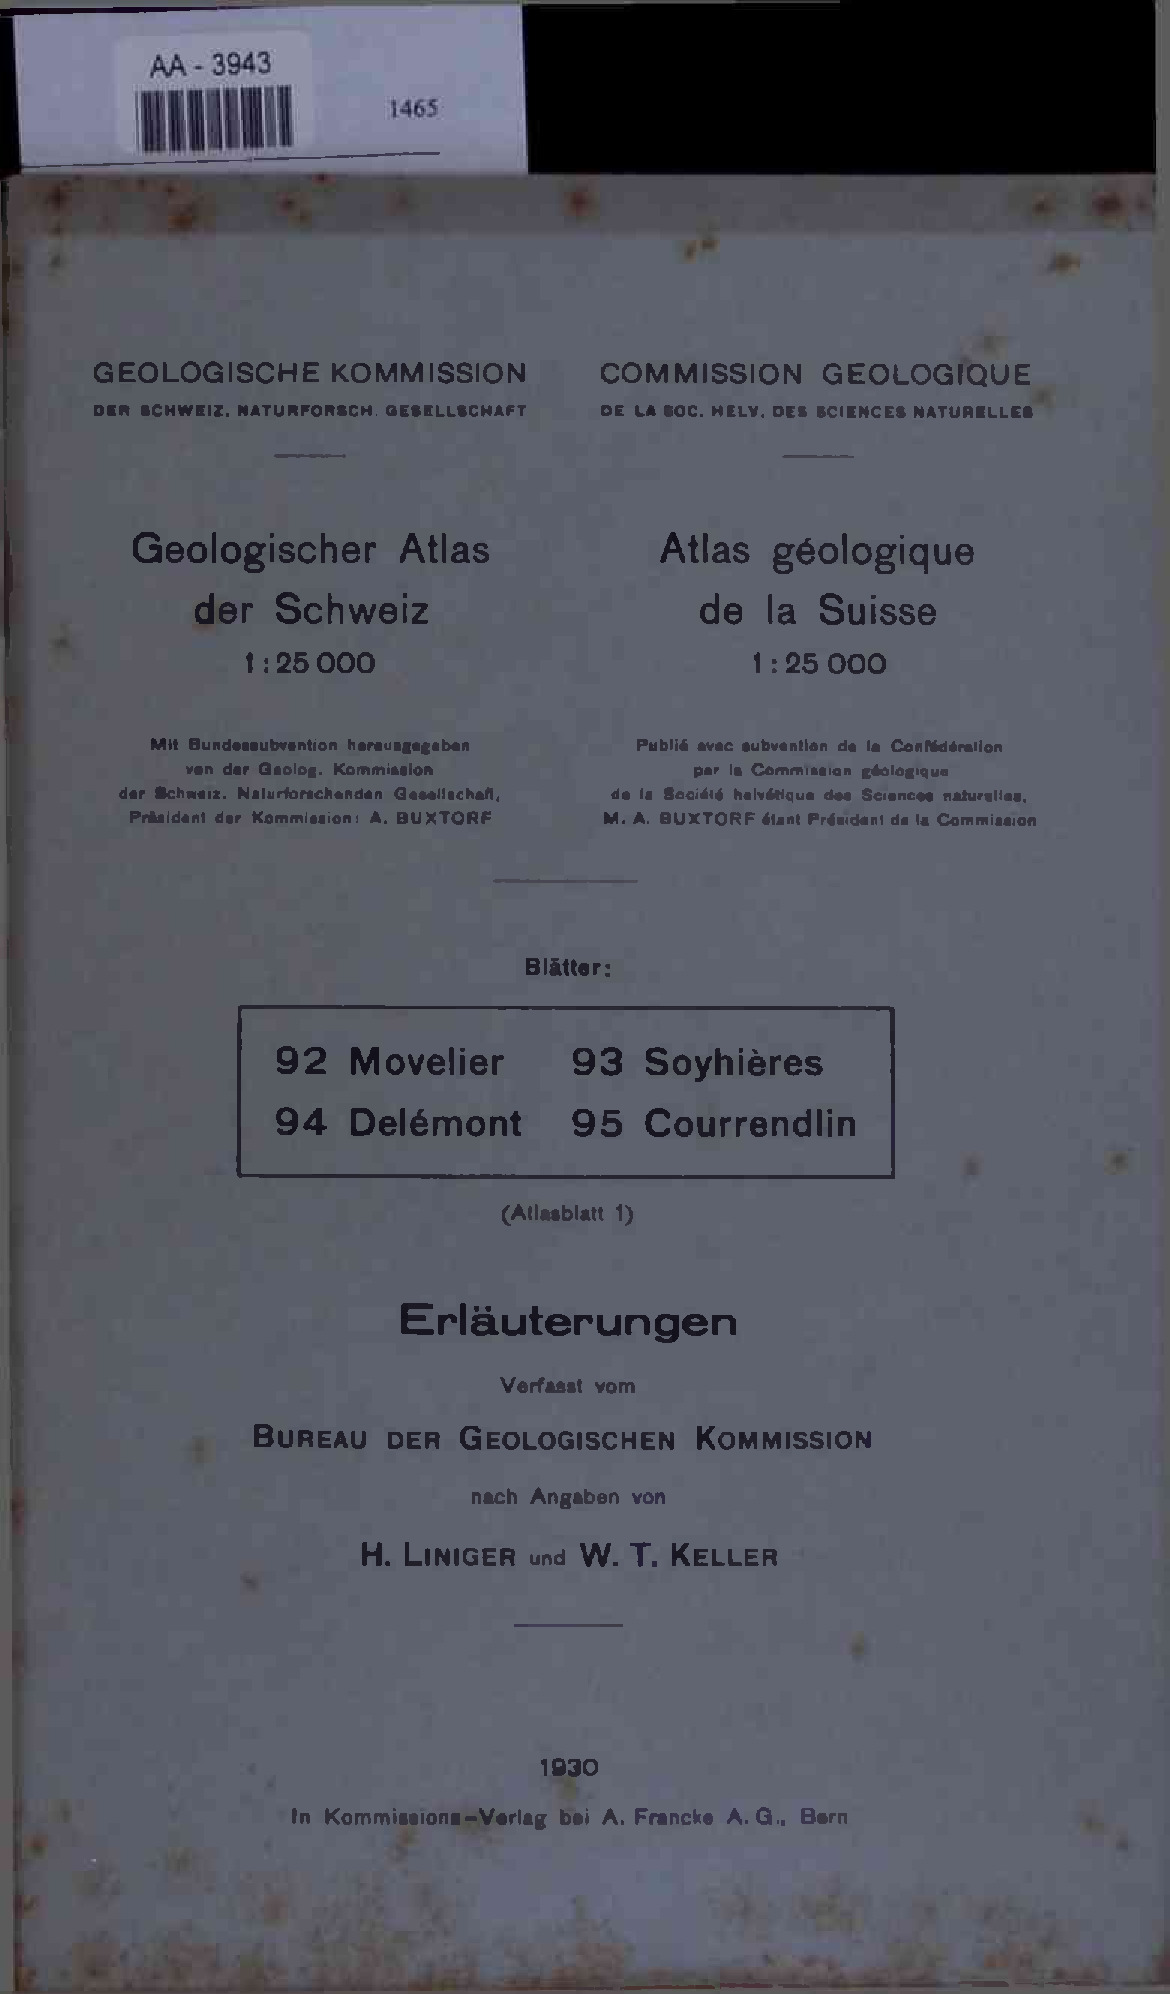 AA - 3943
1465
GEOLOGISCHE KOMMISSION
DER SCHWEIZ. NATURFORSCH. GESELLSCHAFT
COMMISSION GEOLOGIQUE
DE LA SOC. HELV. DES SCIENCES NATURELLES
Geologischer Atlas
der Schweiz
1 : 25 000
Atlas géologique
de la Suisse
1 : 25 000
Mit Bundessubvention herausgegeben
von der Geolog. Kommission
der Schweiz. Naturforschenden Gesellschaft,
Präsident der Kommission: A. BUXTORF
Publié avec subvention de la Confédération
par la Commission géologique
de la Société helvétique des Sciences naturelles,
M. A. BUXTORF étant Président de la Commission
Blätter:
92 Movelier 93 Soyhières
94 Delémont 95 Courrendlin
(Atlasblatt 1)
Erläuterungen
Verfasst vom
BUREAU DER GEOLOGISCHEN KOMMISSION
nach Angaben von
H. LINIGER und W. T. KELLER
1930
In Kommissions-Verlag bei A. Francke A. G., Bern